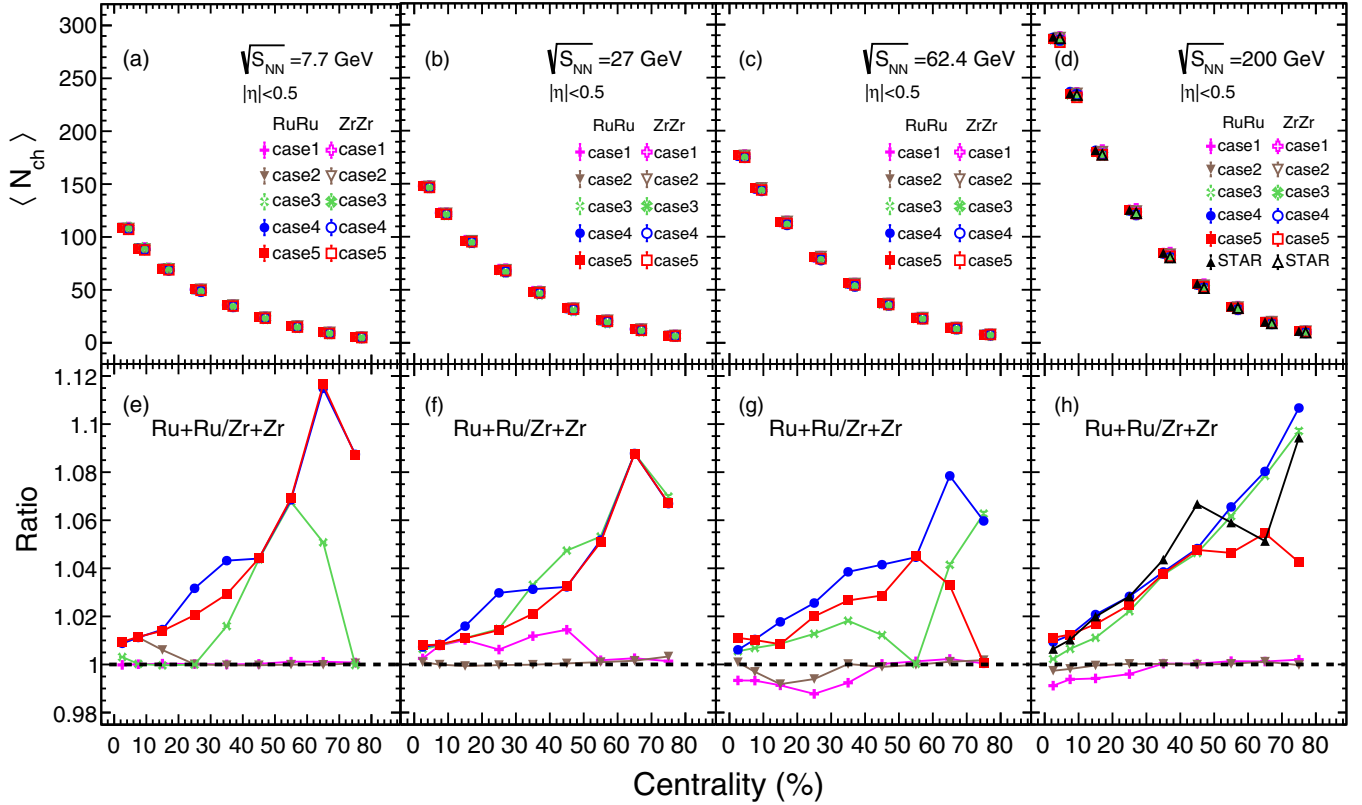 ⟨ N_ch ⟩
300
250
200
150
100
50
0
(a)
√S_NN =7.7 GeV
|η|<0.5
RuRu ZrZr
case1 case1
case2 case2
case3 case3
case4 case4
case5 case5
(b)
√S_NN =27 GeV
|η|<0.5
RuRu ZrZr
case1 case1
case2 case2
case3 case3
case4 case4
case5 case5
(c)
√S_NN =62.4 GeV
|η|<0.5
RuRu ZrZr
case1 case1
case2 case2
case3 case3
case4 case4
case5 case5
(d)
√S_NN =200 GeV
|η|<0.5
RuRu ZrZr
case1 case1
case2 case2
case3 case3
case4 case4
case5 case5
STAR STAR
Ratio
1.12
1.1
1.08
1.06
1.04
1.02
1
0.98
(e)
Ru+Ru/Zr+Zr
0 10 20 30 40 50 60 70 80
(f)
Ru+Ru/Zr+Zr
0 10 20 30 40 50 60 70 80
(g)
Ru+Ru/Zr+Zr
0 10 20 30 40 50 60 70 80
(h)
Ru+Ru/Zr+Zr
0 10 20 30 40 50 60 70 80
Centrality (%)